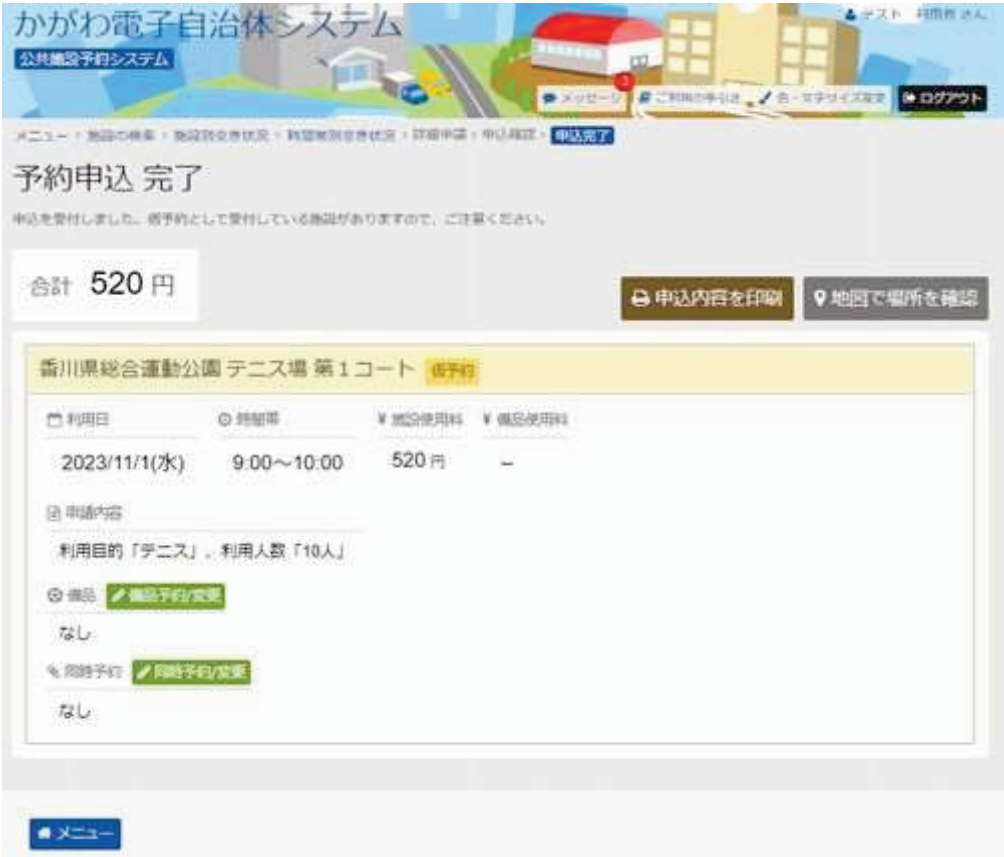 かがわ電子自治体システム
公共施設予約システム
テスト 利用者 さん
3
メッセージ
ご利用の手引き
色・文字サイズ変更
ログアウト
メニュー › 施設の検索 › 施設別空き状況 › 時間帯別空き状況 › 詳細申請 › 申込確認 › 申込完了
予約申込 完了
申込を受付しました。仮予約として受付している施設がありますので、ご注意ください。
合計 520 円
申込内容を印刷
地図で場所を確認
香川県総合運動公園 テニス場 第1コート 仮予約
利用日 時間帯 ¥ 施設使用料 ¥ 備品使用料
2023/11/1(水) 9:00～10:00 520 円 –
申請内容
利用目的「テニス」, 利用人数「10人」
備品 備品予約/変更
なし
同時予約 同時予約/変更
なし
メニュー